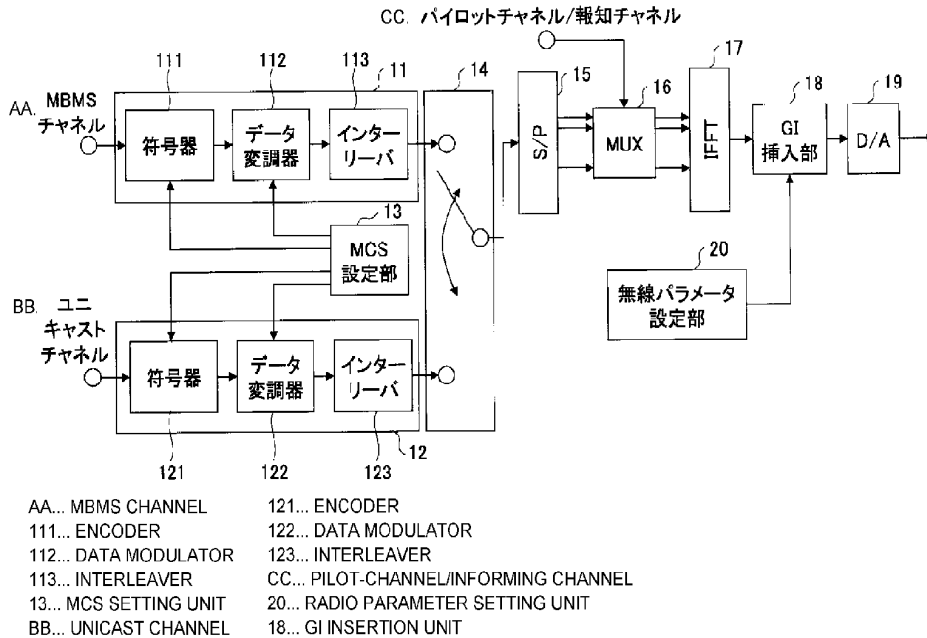 CC. パイロットチャネル/報知チャネル
111
112
113
11
14
15
16
17
18
19
AA. MBMS
チャネル
符号器
データ
変調器
インター
リーバ
S/P
MUX
IFFT
GI
挿入部
D/A
13
MCS
設定部
20
無線パラメータ
設定部
BB. ユニ
キャスト
チャネル
符号器
データ
変調器
インター
リーバ
121
122
123
12
AA... MBMS CHANNEL
111... ENCODER
112... DATA MODULATOR
113... INTERLEAVER
13... MCS SETTING UNIT
BB... UNICAST CHANNEL
121... ENCODER
122... DATA MODULATOR
123... INTERLEAVER
CC... PILOT-CHANNEL/INFORMING CHANNEL
20... RADIO PARAMETER SETTING UNIT
18... GI INSERTION UNIT